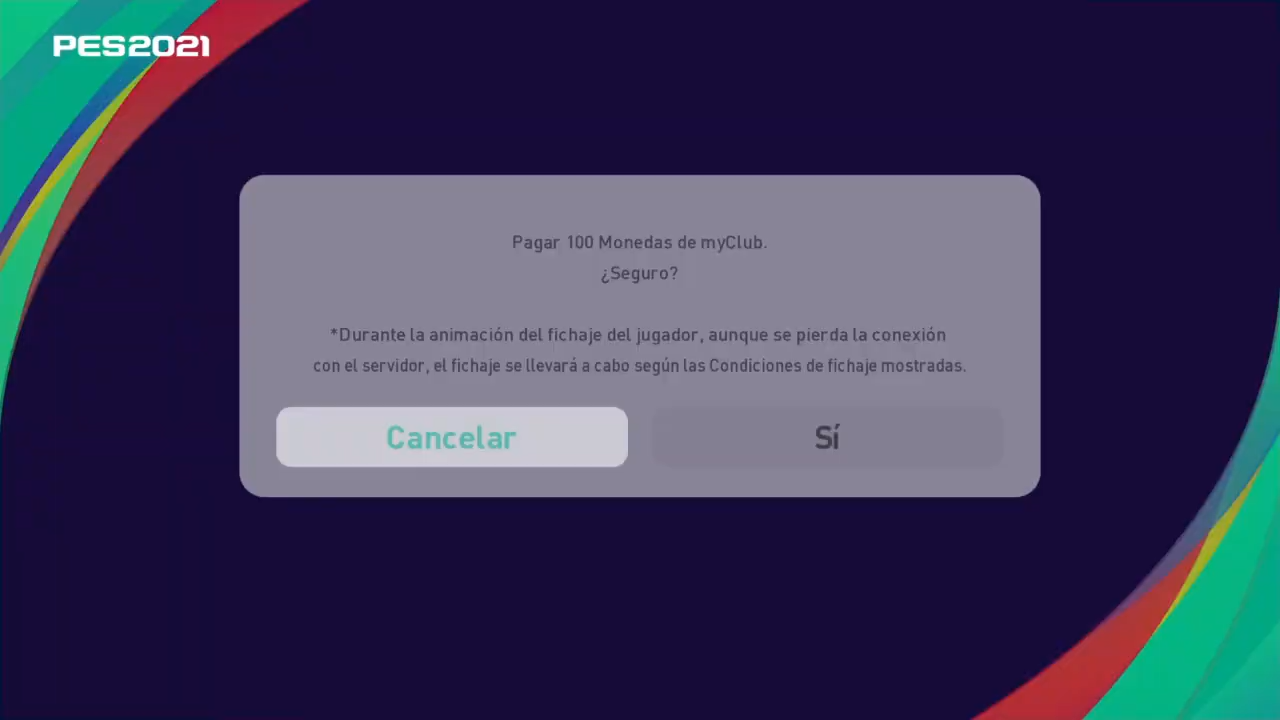 PES2021
Pagar 100 Monedas de myClub.
¿Seguro?
*Durante la animación del fichaje del jugador, aunque se pierda la conexión
con el servidor, el fichaje se llevará a cabo según las Condiciones de fichaje mostradas.
Cancelar
Sí